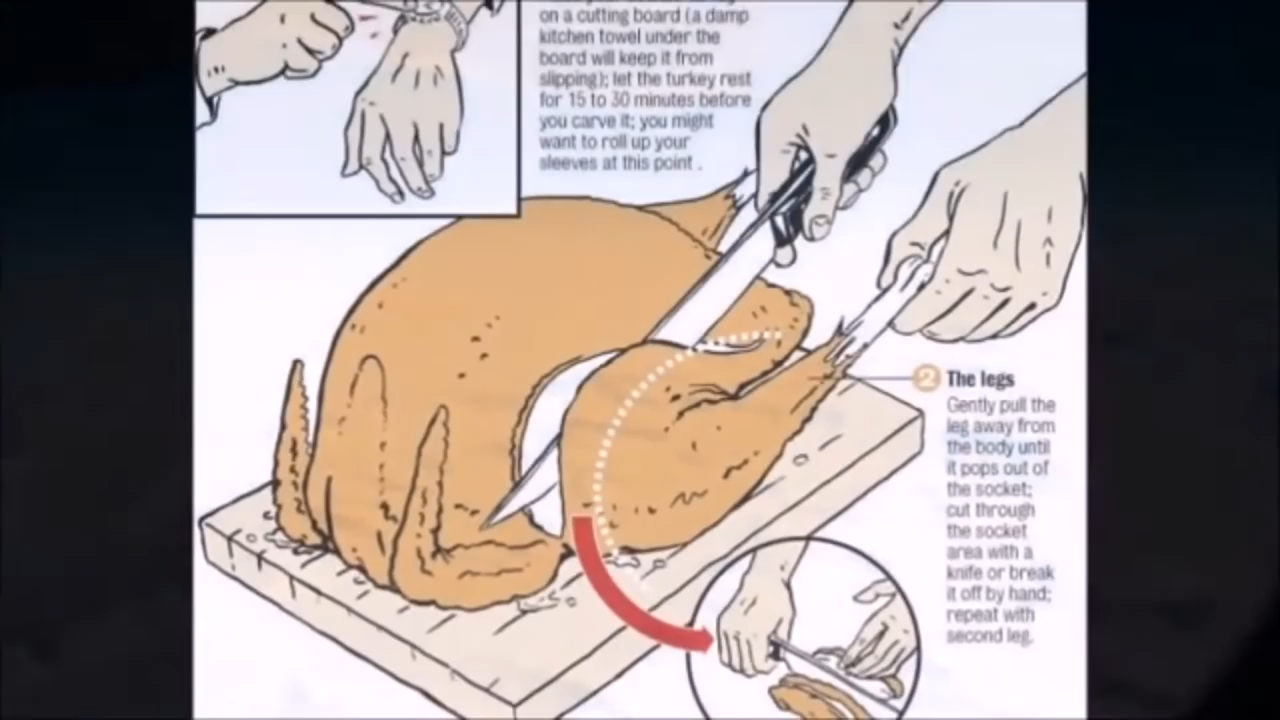 on a cutting board (a damp
kitchen towel under the
board will keep it from
slipping); let the turkey rest
for 15 to 30 minutes before
you carve it; you might
want to roll up your
sleeves at this point .
2 The legs
Gently pull the
leg away from
the body until
it pops out of
the socket;
cut through
the socket
area with a
knife or break
it off by hand;
repeat with
second leg.